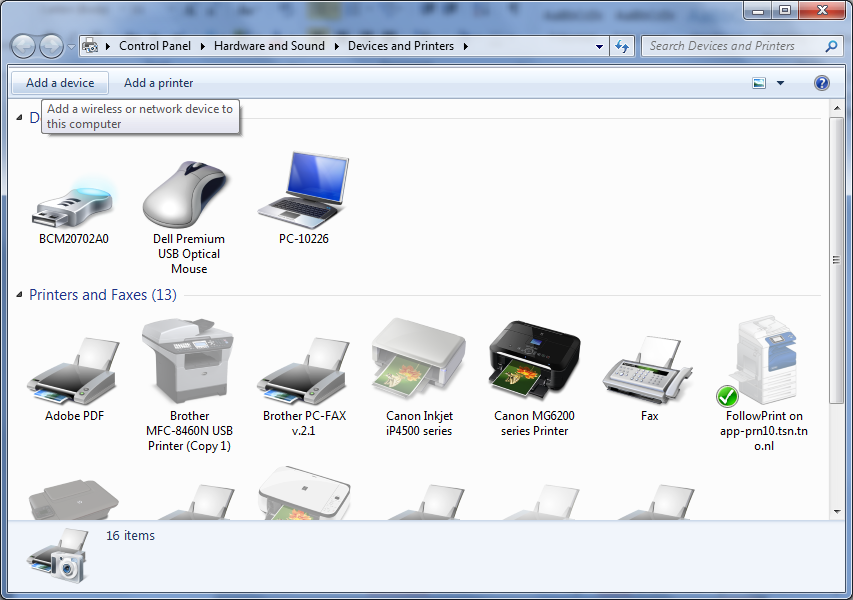 Control Panel
Hardware and Sound
Devices and Printers
Search Devices and Printers
Add a device
Add a printer
Add a wireless or network device to
this computer
D
BCM20702A0
Dell Premium
USB Optical
Mouse
PC-10226
Printers and Faxes (13)
Adobe PDF
Brother
MFC-8460N USB
Printer (Copy 1)
Brother PC-FAX
v.2.1
Canon Inkjet
iP4500 series
Canon MG6200
series Printer
Fax
FollowPrint on
app-prn10.tsn.tn
o.nl
16 items